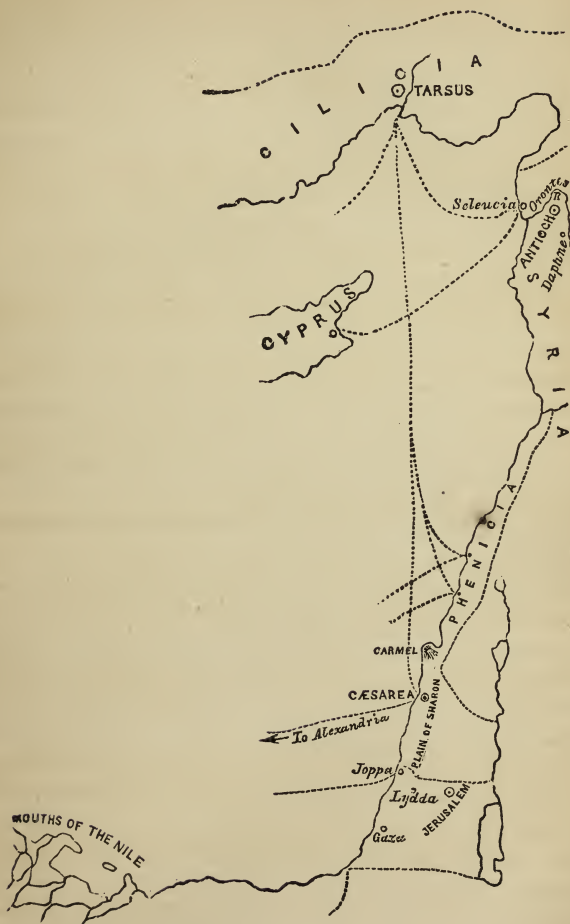 CILICIA
TARSUS
Seleucia
Orontes
R
ANTIOCH
Daphne
SYRIA
CYPRUS
PHENICIA
CARMEL
CÆSAREA
PLAIN OF SHARON
To Alexandria
Joppa
Lydda
JERUSALEM
Gaza
MOUTHS OF THE NILE